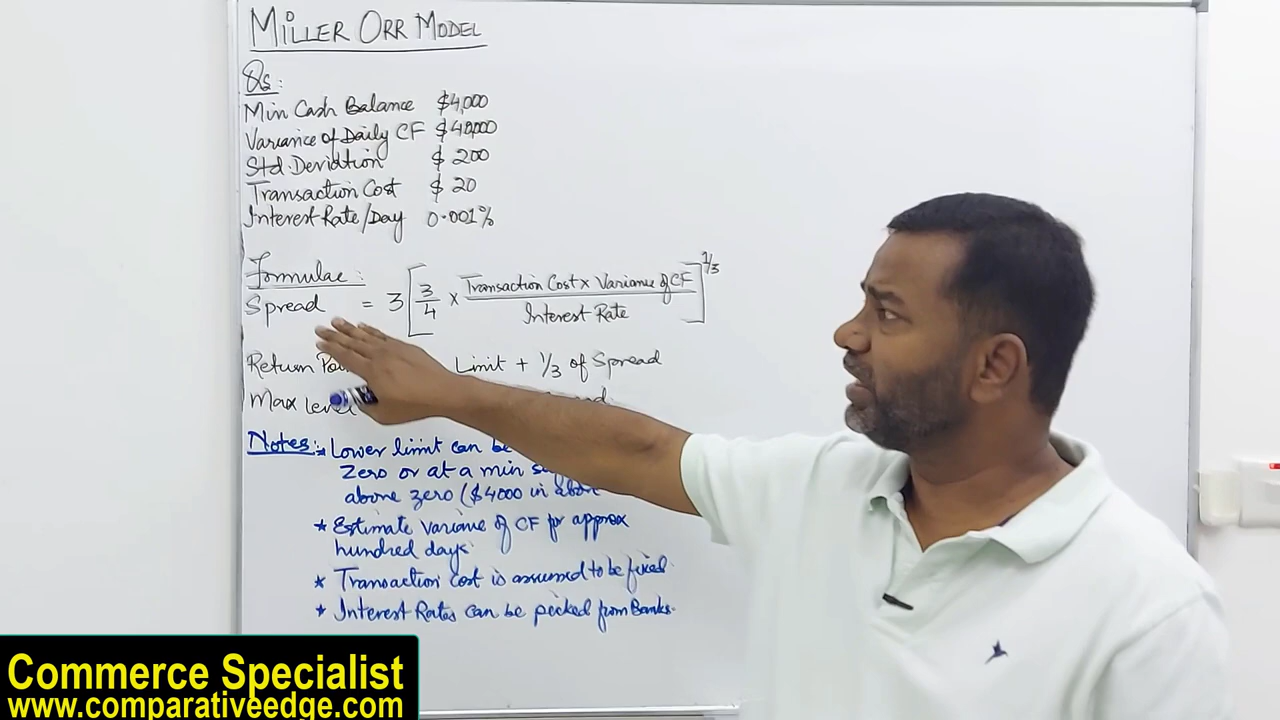 MILLER ORR MODEL
Qs:
Min Cash Balance $4,000
Variance of Daily CF $40,000
Std. Deviation $200
Transaction Cost $20
Interest Rate/Day 0.001%
Formulae:
Spread = 3 [3/4 × Transaction Cost x Variance of CF / Interest Rate]^1/3
Return Limit + 1/3 of Spread
Max Level
Notes:* Lower limit can be
zero or at a min
above zero ($4000 in above
* Estimate variance of CF for approx
hundred days.
* Transaction Cost is assumed to be fixed.
* Interest Rates can be picked from Banks.
Commerce Specialist
www.comparativeedge.com